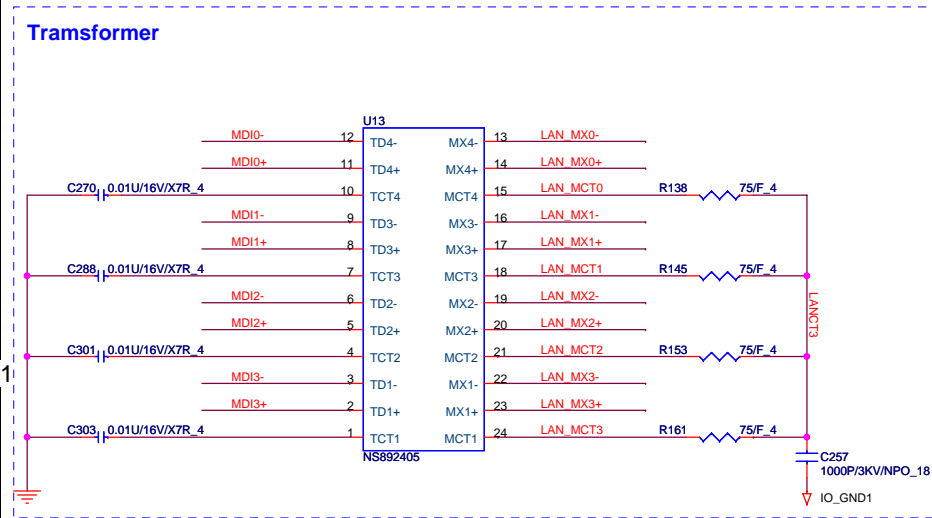 Tramsformer
U13
MDI0- 12 TD4- MX4- 13 LAN_MX0-
MDI0+ 11 TD4+ MX4+ 14 LAN_MX0+
C270 0.01U/16V/X7R_4 10 TCT4 MCT4 15 LAN_MCT0 R138 75/F_4
MDI1- 9 TD3- MX3- 16 LAN_MX1-
MDI1+ 8 TD3+ MX3+ 17 LAN_MX1+
C288 0.01U/16V/X7R_4 7 TCT3 MCT3 18 LAN_MCT1 R145 75/F_4
MDI2- 6 TD2- MX2- 19 LAN_MX2-
LANCT3
MDI2+ 5 TD2+ MX2+ 20 LAN_MX2+
C301 0.01U/16V/X7R_4 4 TCT2 MCT2 21 LAN_MCT2 R153 75/F_4
1
MDI3- 3 TD1- MX1- 22 LAN_MX3-
MDI3+ 2 TD1+ MX1+ 23 LAN_MX3+
C303 0.01U/16V/X7R_4 1 TCT1 MCT1 24 LAN_MCT3 R161 75/F_4
NS892405
C257
1000P/3KV/NPO_18
IO_GND1